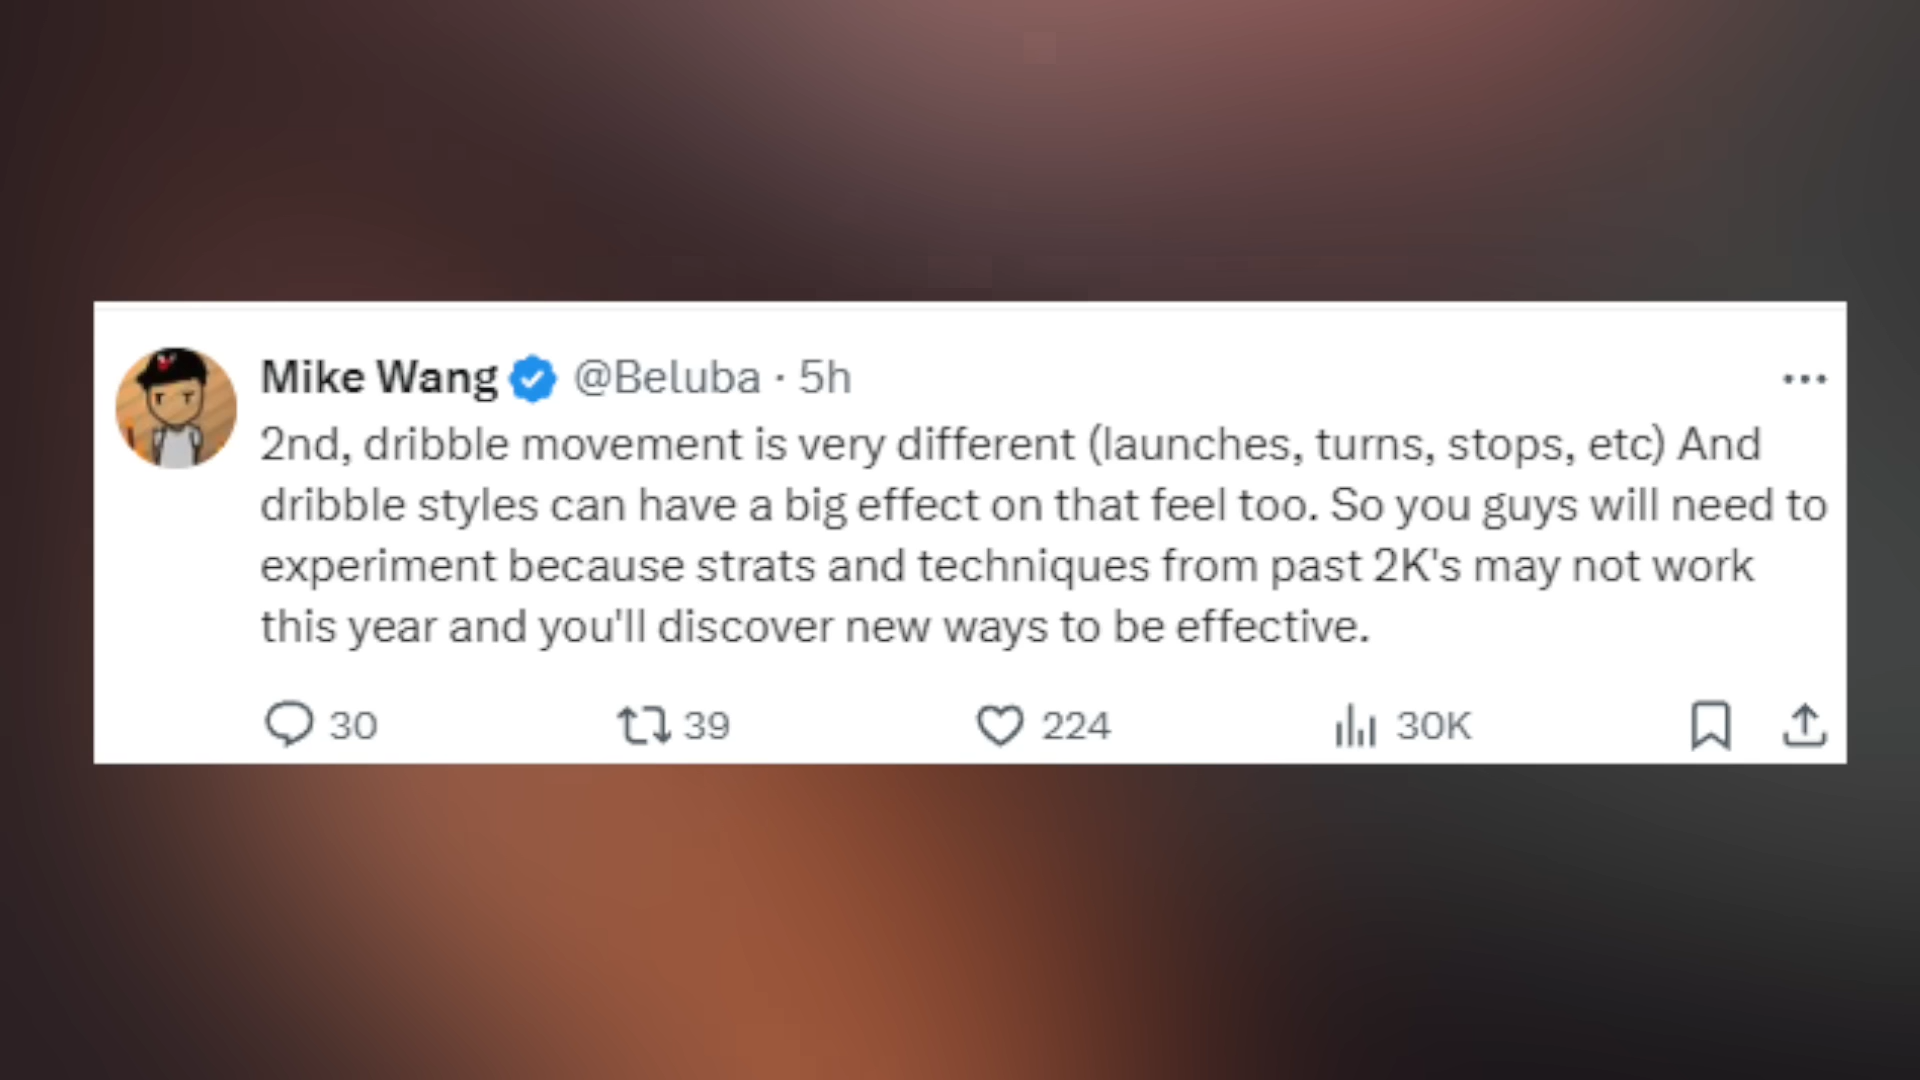 Mike Wang @Beluba · 5h
2nd, dribble movement is very different (launches, turns, stops, etc) And
dribble styles can have a big effect on that feel too. So you guys will need to
experiment because strats and techniques from past 2K's may not work
this year and you'll discover new ways to be effective.
30 39 224 30K